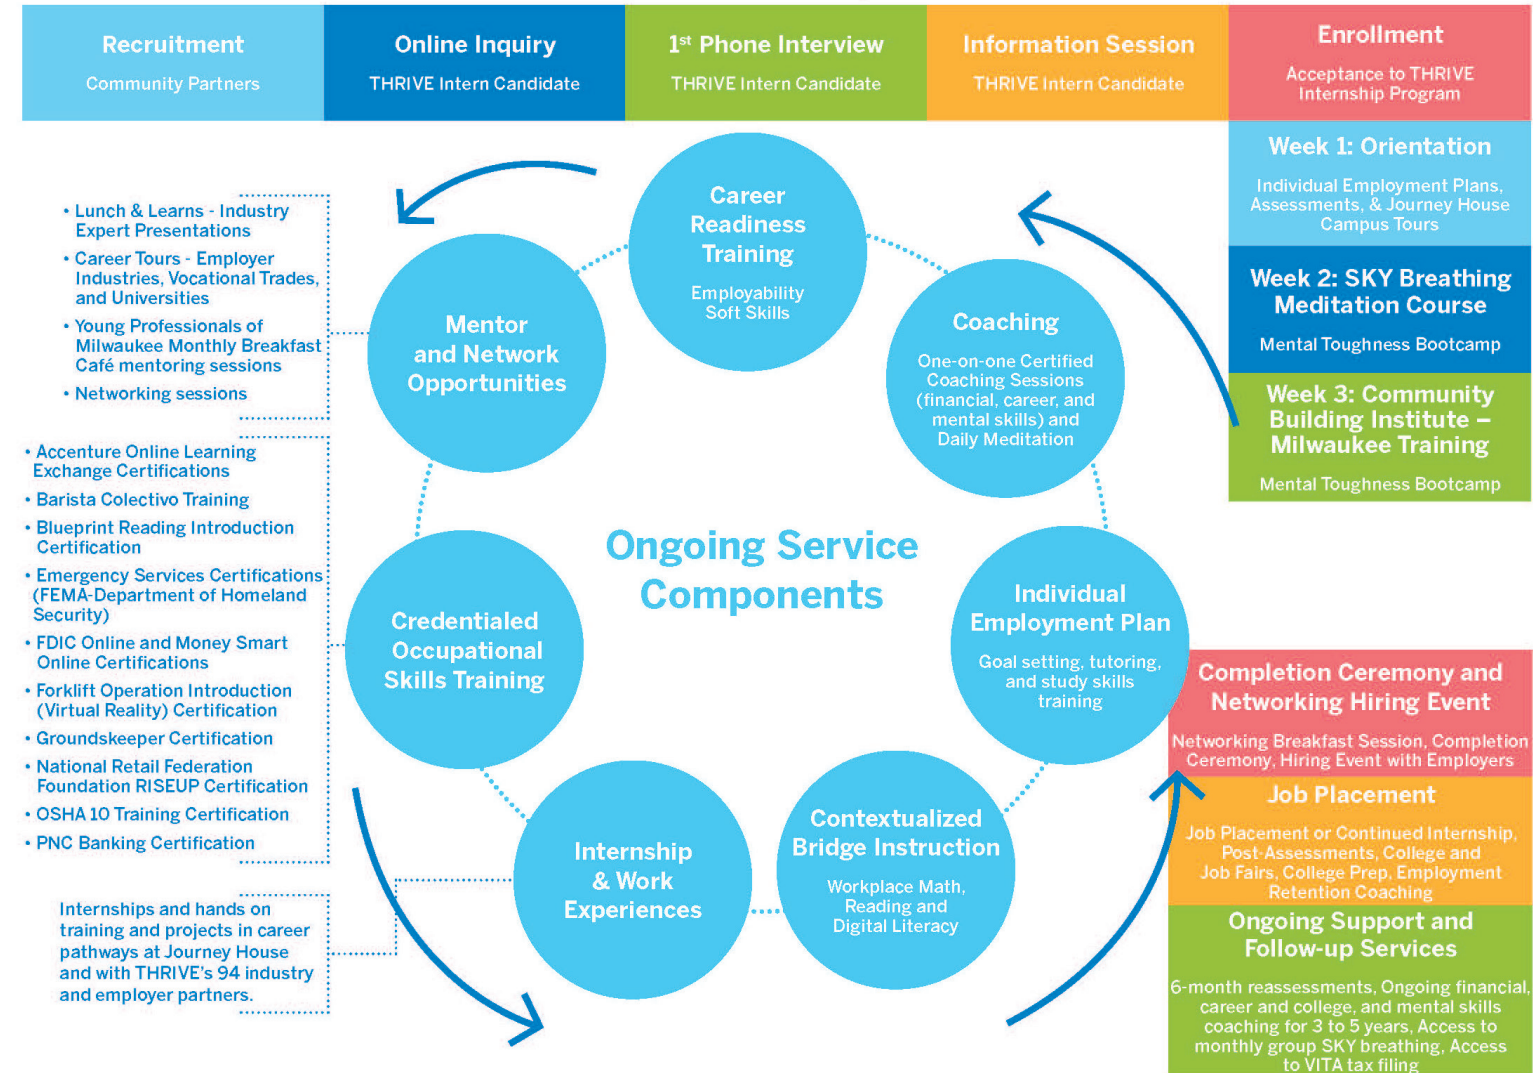 Recruitment
Community Partners
Online Inquiry
THRIVE Intern Candidate
1st Phone Interview
THRIVE Intern Candidate
Information Session
THRIVE Intern Candidate
Enrollment
Acceptance to THRIVE
Internship Program
Week 1: Orientation
Individual Employment Plans,
Assessments, & Journey House
Campus Tours
Week 2: SKY Breathing
Meditation Course
Mental Toughness Bootcamp
Week 3: Community
Building Institute –
Milwaukee Training
Mental Toughness Bootcamp
Career
Readiness
Training
Employability
Soft Skills
Coaching
One-on-one Certified
Coaching Sessions
(financial, career, and
mental skills) and
Daily Meditation
Individual
Employment Plan
Goal setting, tutoring,
and study skills
training
Contextualized
Bridge Instruction
Workplace Math,
Reading and
Digital Literacy
Internship
& Work
Experiences
Internships and hands on
training and projects in career
pathways at Journey House
and with THRIVE's 94 industry
and employer partners.
Credentialed
Occupational
Skills Training
• Accenture Online Learning
Exchange Certifications
• Barista Colectivo Training
• Blueprint Reading Introduction
Certification
• Emergency Services Certifications
(FEMA-Department of Homeland
Security)
• FDIC Online and Money Smart
Online Certifications
• Forklift Operation Introduction
(Virtual Reality) Certification
• Groundskeeper Certification
• National Retail Federation
Foundation RISEUP Certification
• OSHA 10 Training Certification
• PNC Banking Certification
Mentor
and Network
Opportunities
• Lunch & Learns - Industry
Expert Presentations
• Career Tours - Employer
Industries, Vocational Trades,
and Universities
• Young Professionals of
Milwaukee Monthly Breakfast
Café mentoring sessions
• Networking sessions
Ongoing Service
Components
Completion Ceremony and
Networking Hiring Event
Networking Breakfast Session, Completion
Ceremony, Hiring Event with Employers
Job Placement
Job Placement or Continued Internship,
Post-Assessments, College and
Job Fairs, College Prep, Employment
Retention Coaching
Ongoing Support and
Follow-up Services
6-month reassessments, Ongoing financial,
career and college, and mental skills
coaching for 3 to 5 years, Access to
monthly group SKY breathing, Access
to VITA tax filing